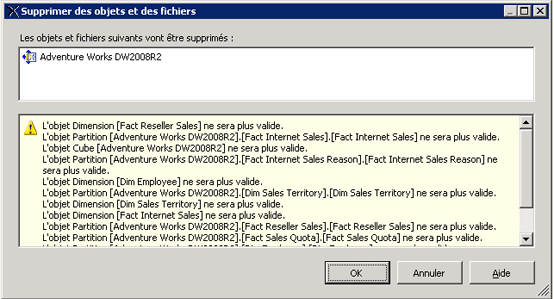 Supprimer des objets et des fichiers
Les objets et fichiers suivants vont être supprimés :
Adventure Works DW2008R2
L'objet Dimension [Fact Reseller Sales] ne sera plus valide.
L'objet Partition [Adventure Works DW2008R2].[Fact Internet Sales].[Fact Internet Sales] ne sera plus valide.
L'objet Cube [Adventure Works DW2008R2] ne sera plus valide.
L'objet Partition [Adventure Works DW2008R2].[Fact Internet Sales Reason].[Fact Internet Sales Reason] ne
sera plus valide.
L'objet Dimension [Dim Employee] ne sera plus valide.
L'objet Partition [Adventure Works DW2008R2].[Dim Sales Territory].[Dim Sales Territory] ne sera plus valide.
L'objet Dimension [Dim Sales Territory] ne sera plus valide.
L'objet Dimension [Fact Internet Sales] ne sera plus valide.
L'objet Partition [Adventure Works DW2008R2].[Fact Reseller Sales].[Fact Reseller Sales] ne sera plus valide.
L'objet Partition [Adventure Works DW2008R2].[Fact Sales Quota].[Fact Sales Quota] ne sera plus valide.
OK
Annuler
Aide